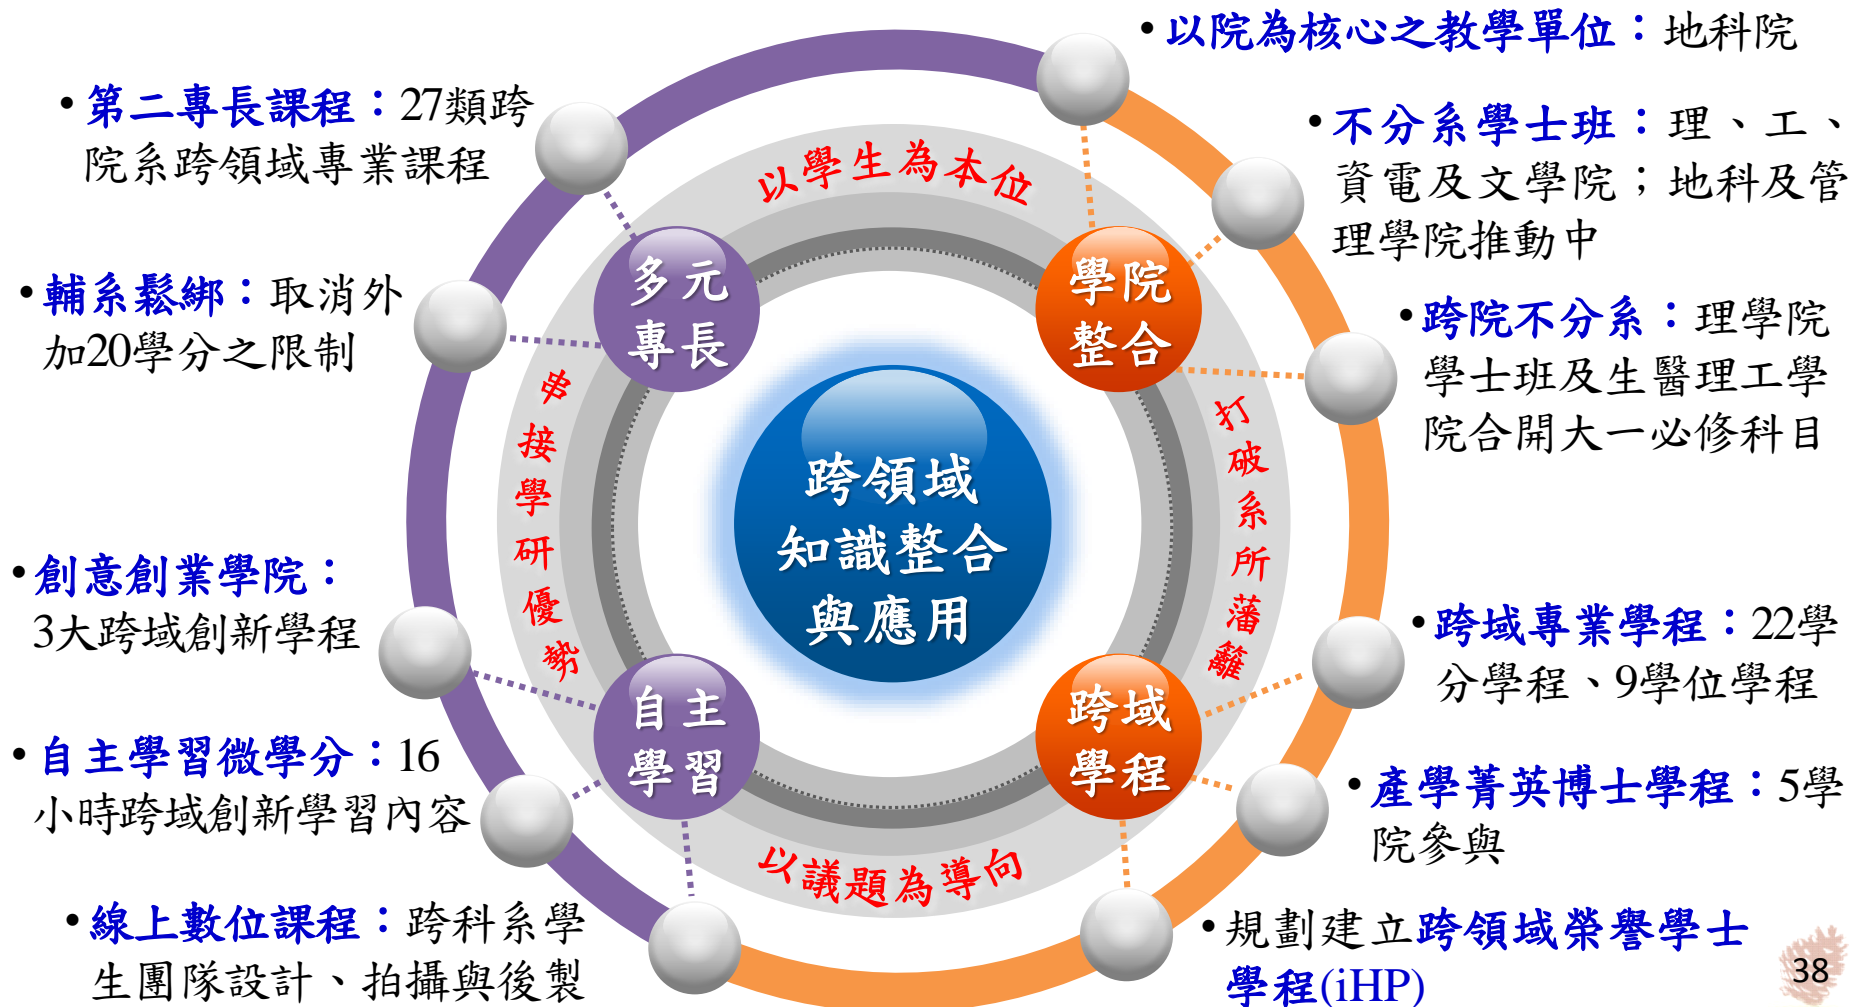 • 以院為核心之教學單位：地科院
• 第二專長課程：27類跨
院系跨領域專業課程
• 不分系學士班：理、工、
資電及文學院；地科及管
理學院推動中
• 輔系鬆綁：取消外
加20學分之限制
• 跨院不分系：理學院
學士班及生醫理工學
院合開大一必修科目
以學生為本位
多元
專長
學院
整合
串接學研優勢
打破系所藩籬
跨領域
知識整合
與應用
• 創意創業學院：
3大跨域創新學程
• 跨域專業學程：22學
分學程、9學位學程
自主
學習
跨域
學程
• 自主學習微學分：16
小時跨域創新學習內容
• 產學菁英博士學程：5學
院參與
以議題為導向
• 線上數位課程：跨科系學
生團隊設計、拍攝與後製
• 規劃建立跨領域榮譽學士
學程(iHP)
38